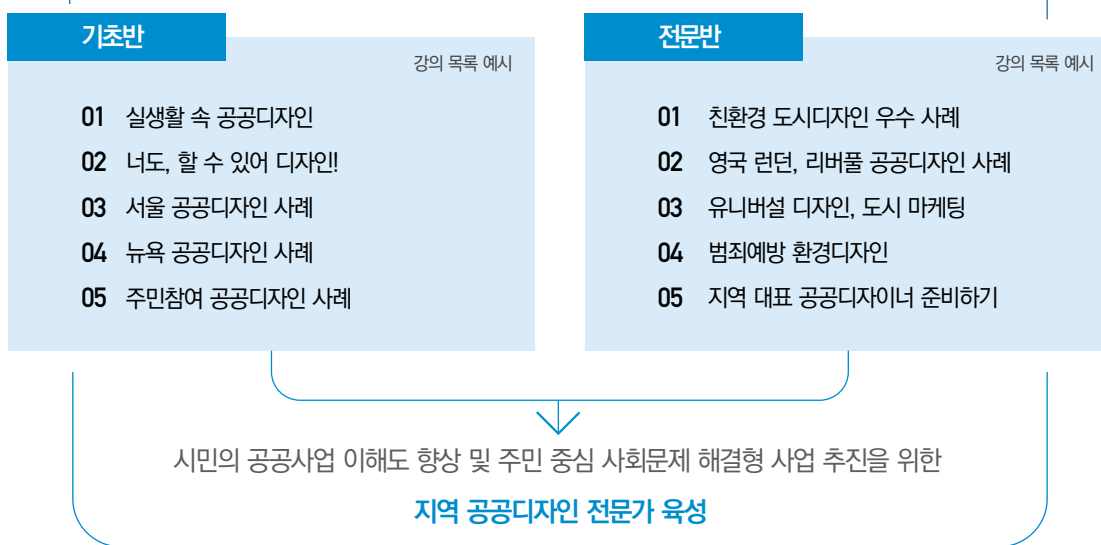 기초반
강의 목록 예시
01 실생활 속 공공디자인
02 너도, 할 수 있어 디자인!
03 서울 공공디자인 사례
04 뉴욕 공공디자인 사례
05 주민참여 공공디자인 사례
전문반
강의 목록 예시
01 친환경 도시디자인 우수 사례
02 영국 런던, 리버풀 공공디자인 사례
03 유니버설 디자인, 도시 마케팅
04 범죄예방 환경디자인
05 지역 대표 공공디자이너 준비하기
시민의 공공사업 이해도 향상 및 주민 중심 사회문제 해결형 사업 추진을 위한
지역 공공디자인 전문가 육성